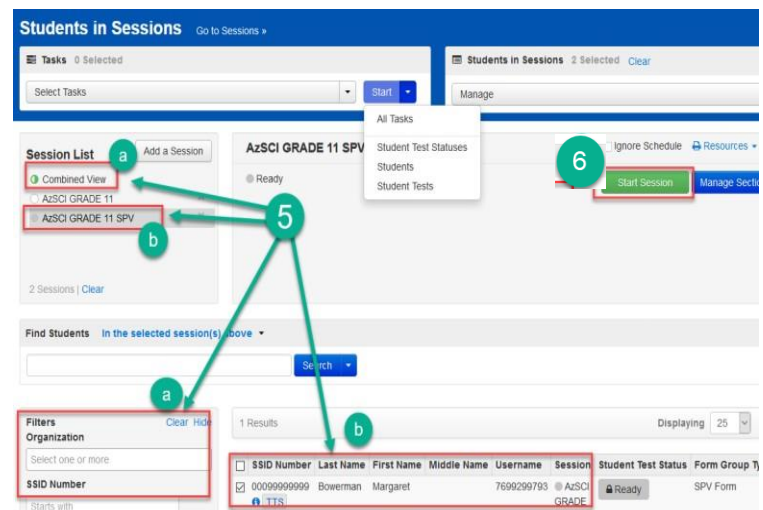 Students in Sessions Go to Sessions »
Tasks 0 Selected
Students in Sessions 2 Selected Clear
Select Tasks
Start
Manage
All Tasks
Student Test Statuses
Students
Student Tests
Session List
a
Add a Session
Combined View
AzSCI GRADE 11
AzSCI GRADE 11 SPV
b
2 Sessions | Clear
AzSCI GRADE 11 SPV
Ready
5
6
Ignore Schedule Resources
Start Session
Manage Sectio
Find Students In the selected session(s) above
Search
a
Filters Clear Hide
Organization
Select one or more
SSID Number
Starts with
1 Results
b
Displaying 25
SSID Number Last Name First Name Middle Name Username Session Student Test Status Form Group Ty
00099999999 Bowerman Margaret 7699299793 AzSCI Ready SPV Form
TTS GRADE